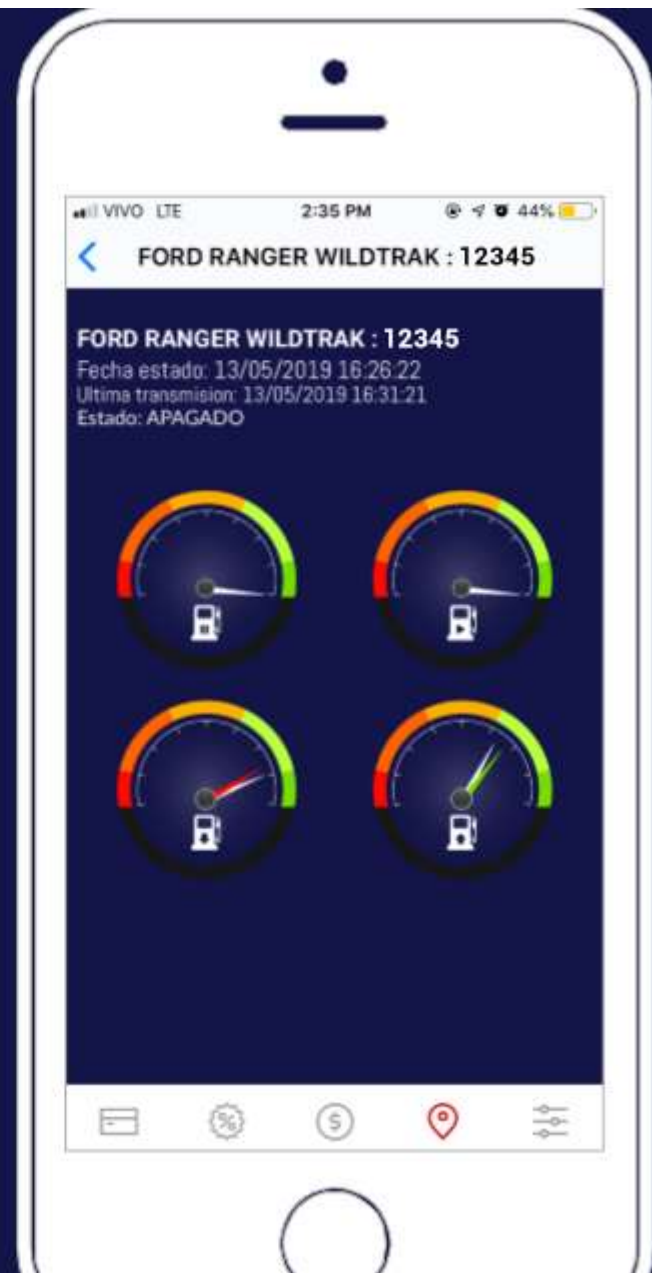 VIVO LTE 2:35 PM 44%
FORD RANGER WILDTRAK : 12345
FORD RANGER WILDTRAK : 12345
Fecha estado: 13/05/2019 16:26:22
Ultima transmision: 13/05/2019 16:31:21
Estado: APAGADO